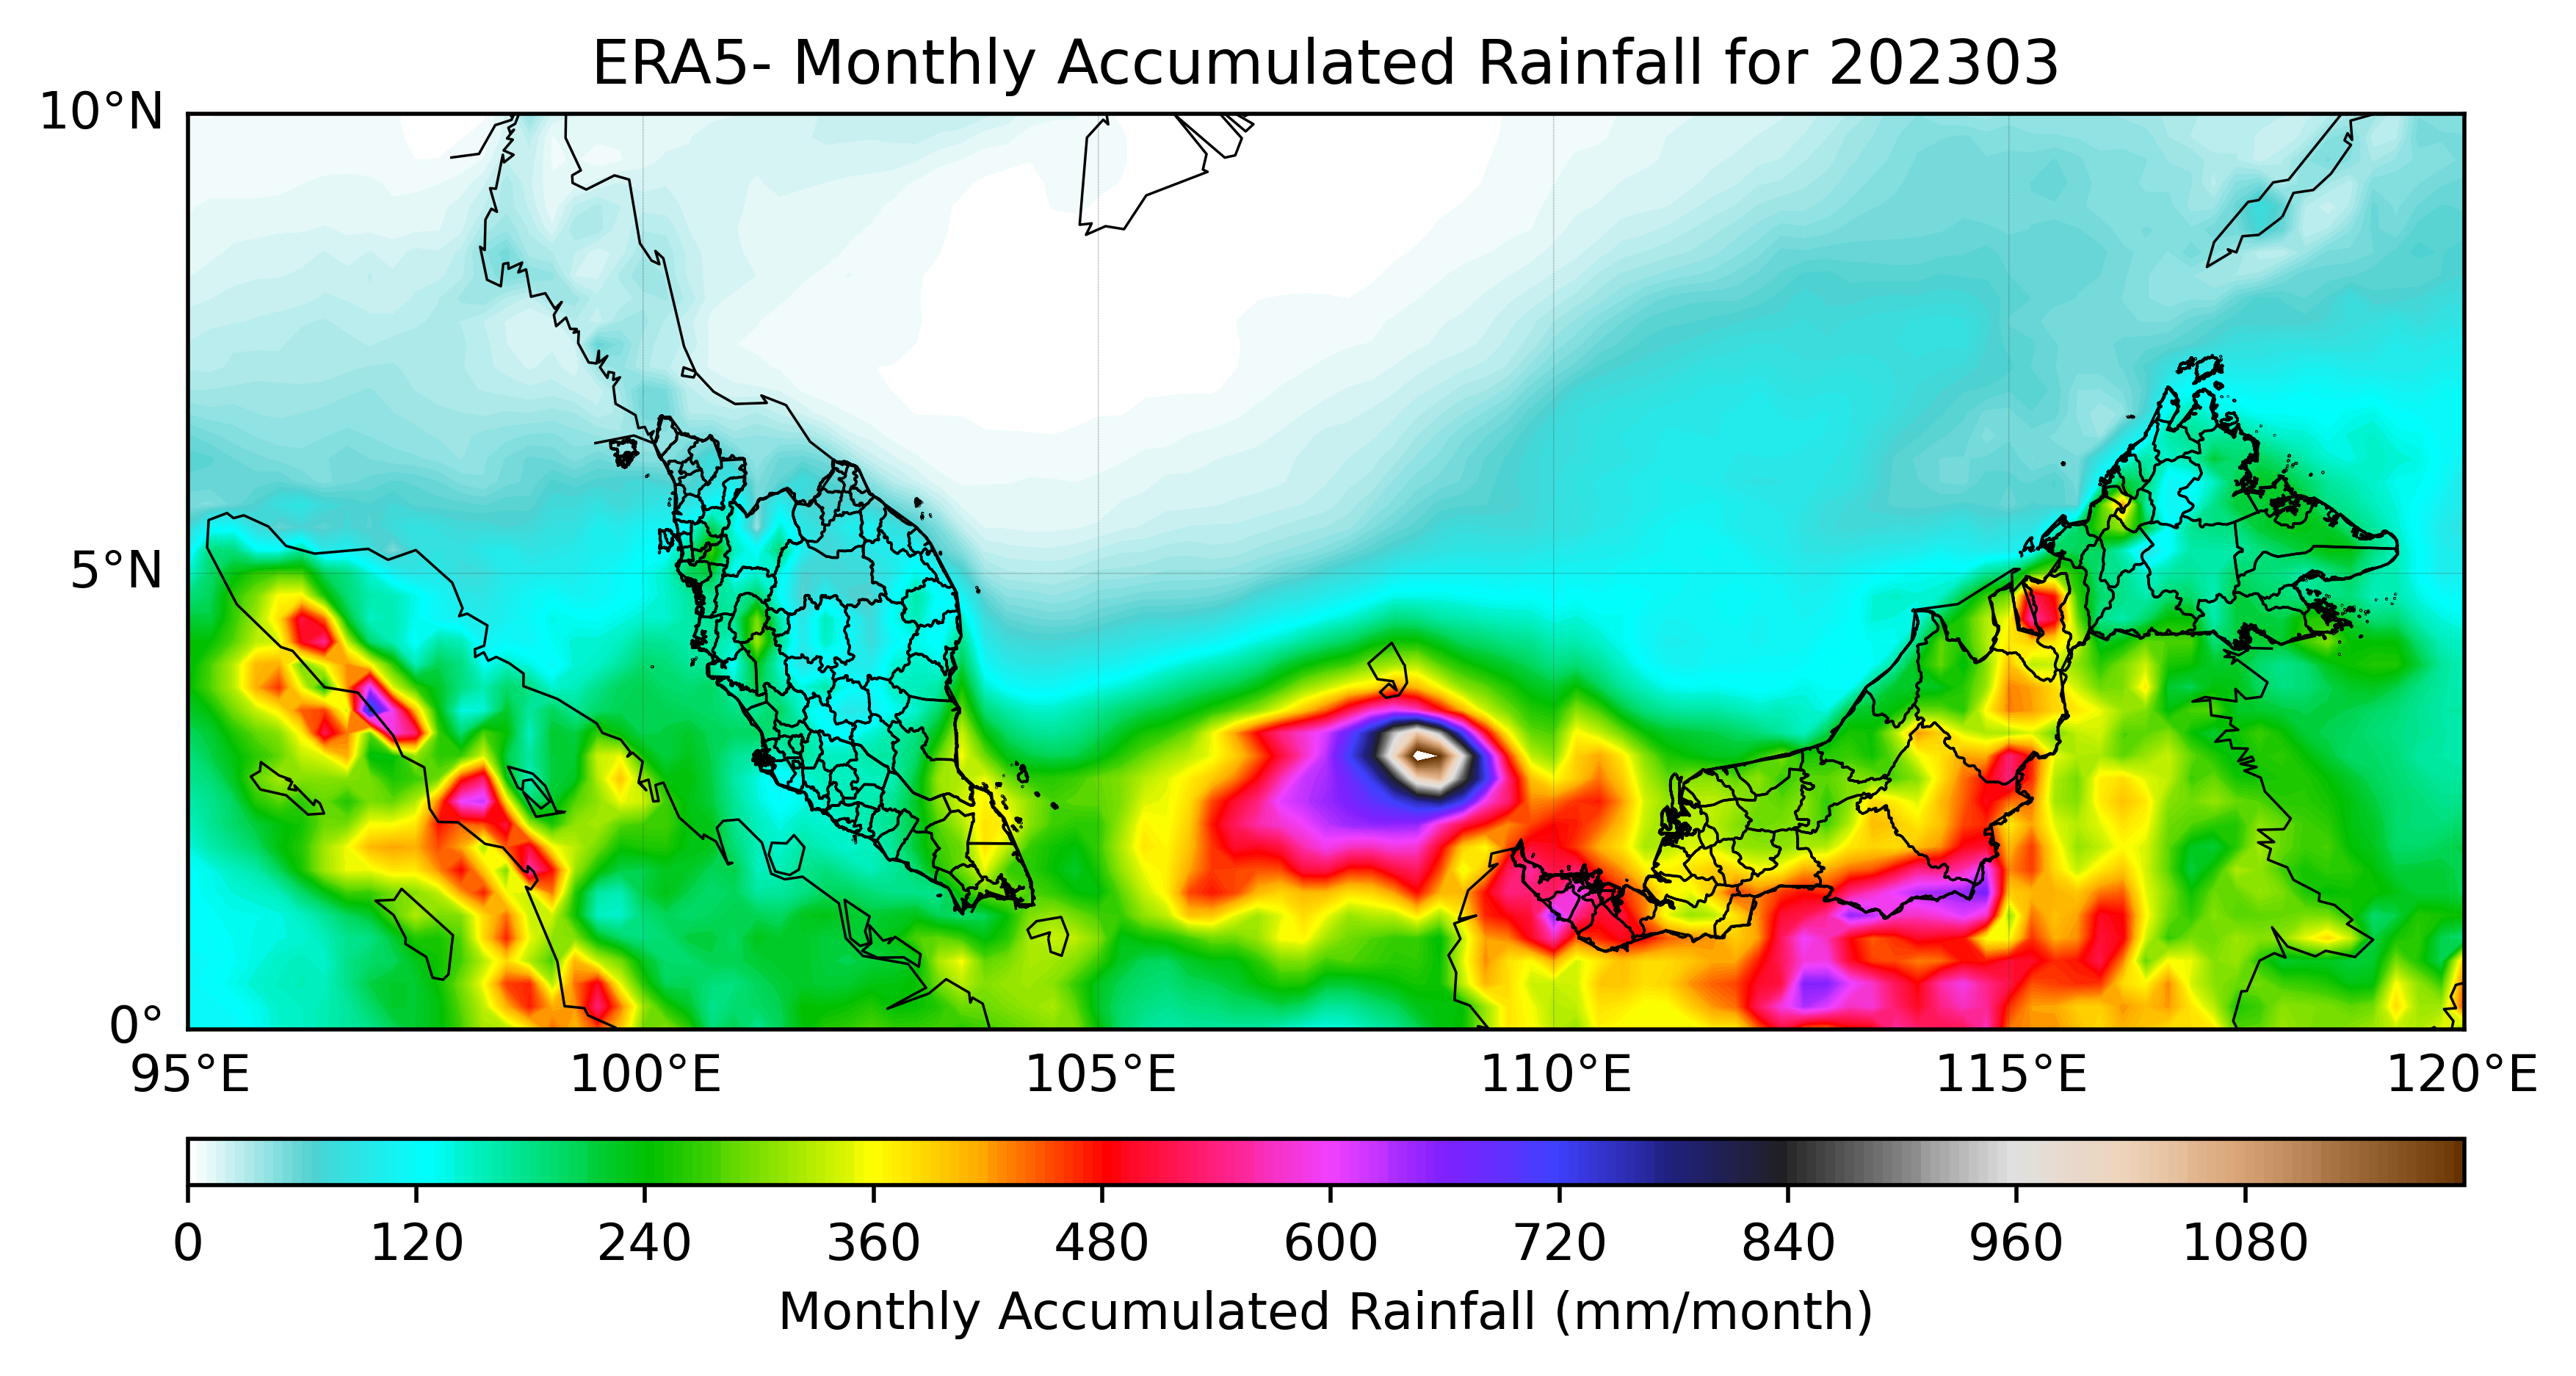 ERA5- Monthly Accumulated Rainfall for 202303
10°N
5°N
0°
95°E 100°E 105°E 110°E 115°E 120°E
0 120 240 360 480 600 720 840 960 1080
Monthly Accumulated Rainfall (mm/month)